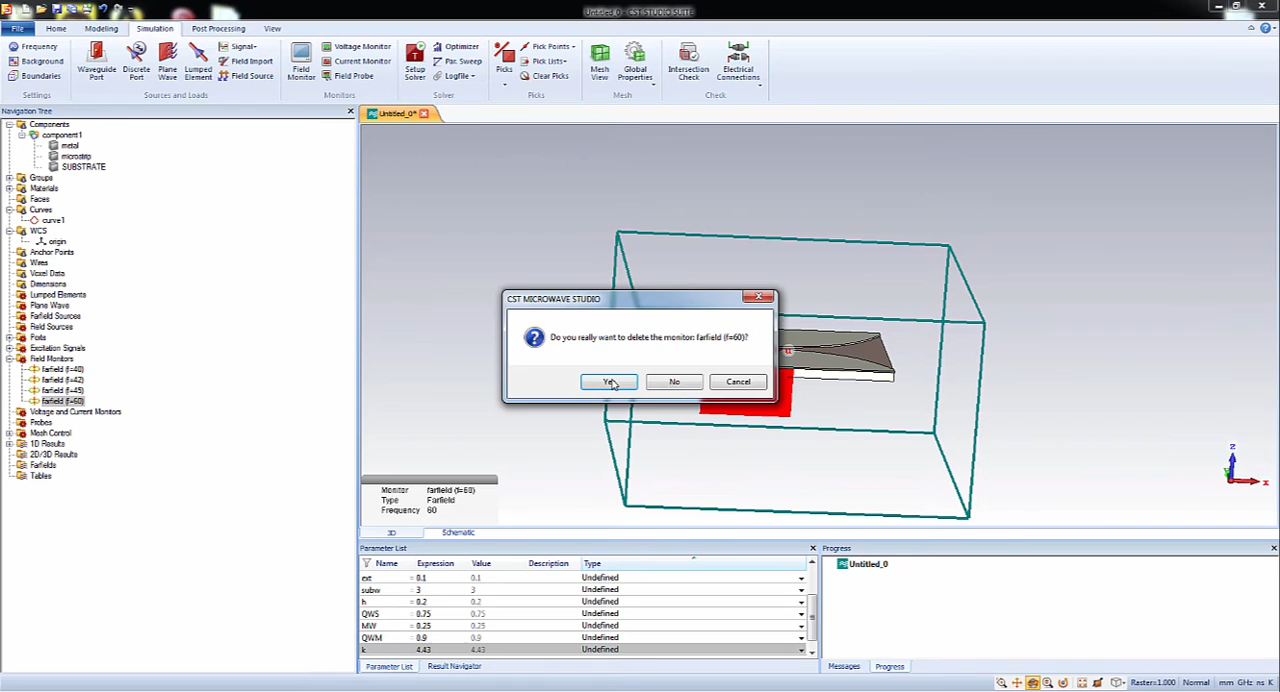 Untitled_0 - CST STUDIO SUITE
File Home Modeling Simulation Post Processing View
Frequency
Background
Boundaries
Settings
Waveguide Port
Discrete Port
Plane Wave
Lumped Element
Signal
Field Import
Field Source
Sources and Loads
Field Monitor
Voltage Monitor
Current Monitor
Field Probe
Monitors
Setup Solver
Optimizer
Par. Sweep
Logfile
Solver
Picks
Pick Points
Pick Lists
Clear Picks
Picks
Mesh View
Global Properties
Mesh
Intersection Check
Electrical Connections
Check
Navigation Tree
Components
component1
metal
microstrip
SUBSTRATE
Groups
Materials
Faces
Curves
curve1
WCS
origin
Anchor Points
Wires
Voxel Data
Dimensions
Lumped Elements
Plane Wave
Farfield Sources
Field Sources
Ports
Excitation Signals
Field Monitors
farfield (f=40)
farfield (f=42)
farfield (f=45)
farfield (f=60)
Voltage and Current Monitors
Probes
Mesh Control
1D Results
2D/3D Results
Farfields
Tables
Untitled_0*
CST MICROWAVE STUDIO
Do you really want to delete the monitor: farfield (f=60)?
Yes No Cancel
z
x
Monitor farfield (f=60)
Type Farfield
Frequency 60
3D Schematic
Parameter List
Name Expression Value Description Type
ext = 0.1 0.1 Undefined
subw = 3 3 Undefined
h = 0.2 0.2 Undefined
QWS = 0.75 0.75 Undefined
MW = 0.25 0.25 Undefined
QWM = 0.9 0.9 Undefined
k = 4.43 4.43 Undefined
Parameter List Result Navigator
Progress
Untitled_0
Messages Progress
Raster=1.000 Normal mm GHz ns K